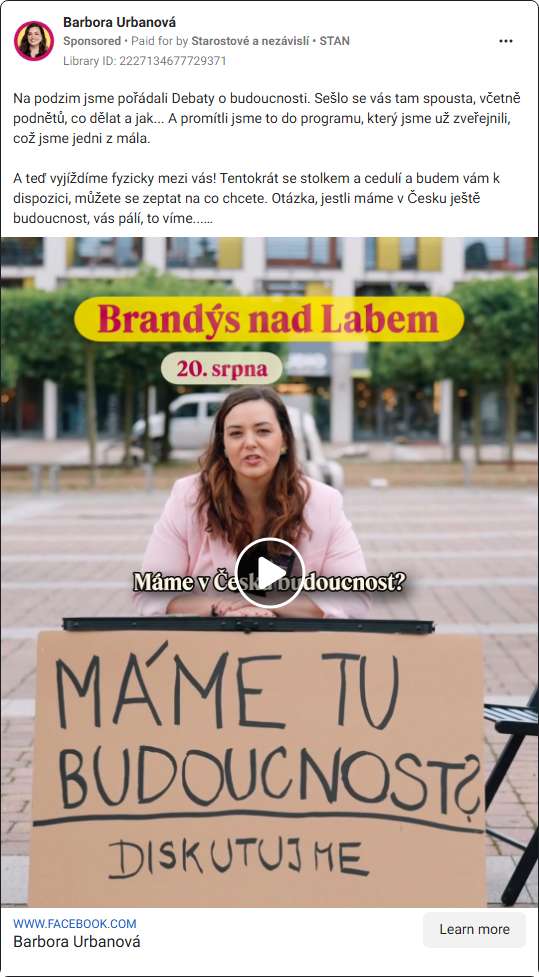 Barbora Urbanová
Sponsored • Paid for by Starostové a nezávislí • STAN
Library ID: 2227134677729371
Na podzim jsme pořádali Debaty o budoucnosti. Sešlo se vás tam spousta, včetně
podnětů, co dělat a jak... A promítli jsme to do programu, který jsme už zveřejnili,
což jsme jedni z mála.
A teď vyjíždíme fyzicky mezi vás! Tentokrát se stolkem a cedulí a budem vám k
dispozici, můžete se zeptat na co chcete. Otázka, jestli máme v Česku ještě
budoucnost, vás pálí, to víme...…
Brandýs nad Labem
20. srpna
Máme v Česku budoucnost?
MÁME TU
BUDOUCNOST?
DISKUTUJME
WWW.FACEBOOK.COM
Barbora Urbanová
Learn more